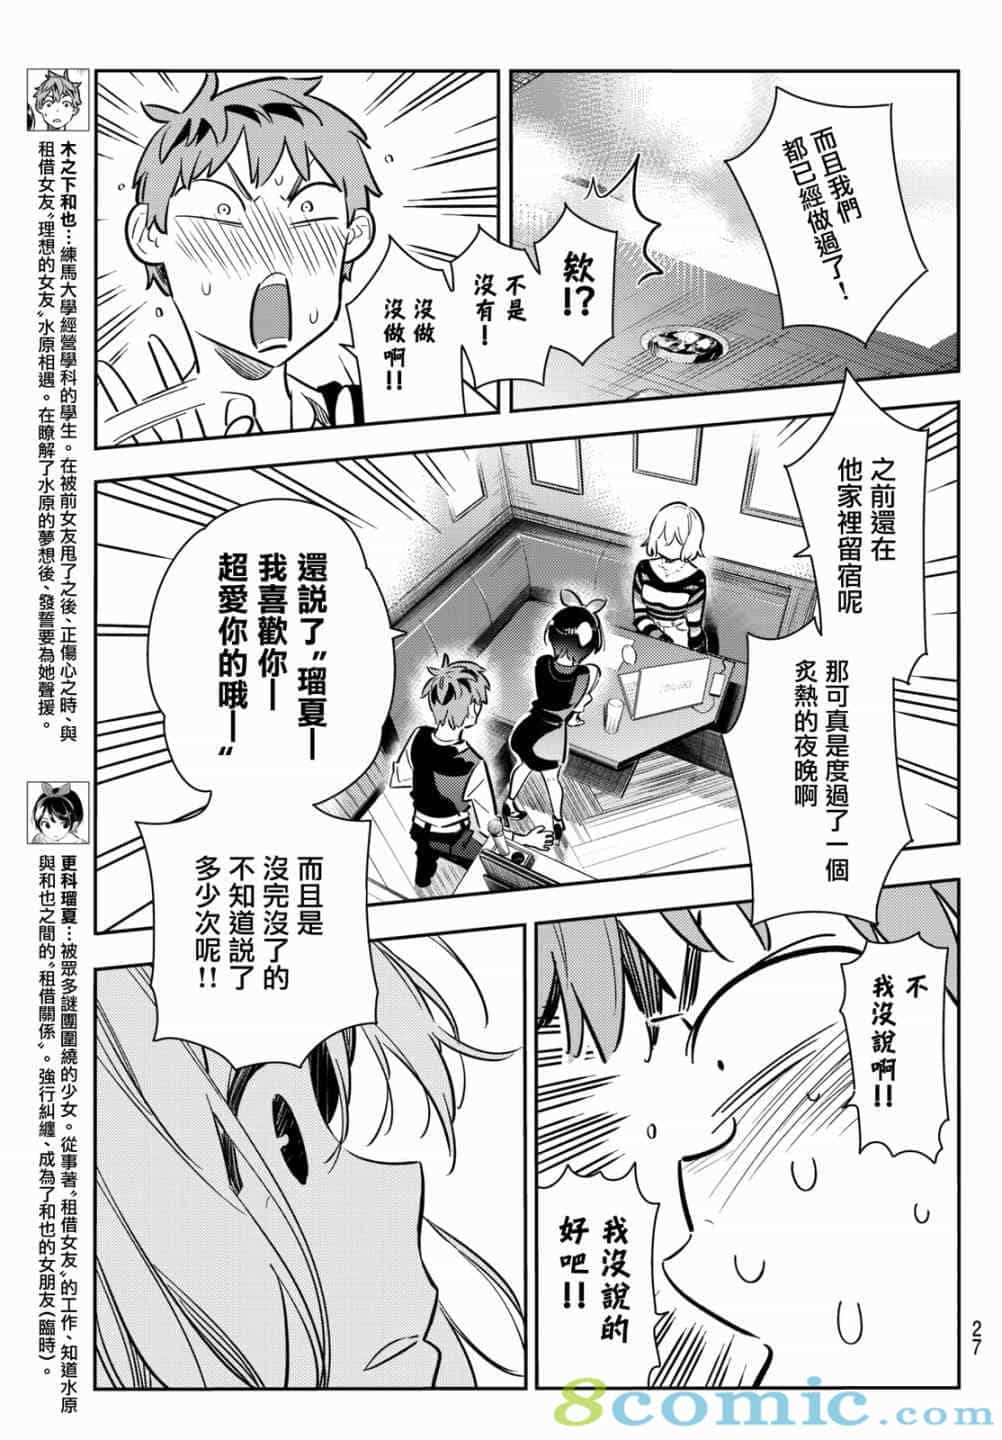 而且我們
都已經做過了！
欸!?
不是
沒有！
沒做
沒做啊!!
之前還在
他家裡留宿呢
那可真是度過了一個
炙熱的夜晚啊
還說了〝瑠夏ー
我喜歡你ー
超愛你的哦ー〞
而且是
沒完沒了的
不知道說了
多少次呢!!
不
我沒說啊!!
我沒說的
好吧!!
木之下和也…練馬大學經營學科的學生。在被前女友甩了之後、正傷心之時、與
租借女友〝理想的女友〞水原相遇。在瞭解了水原的夢想後、發誓要為她聲援。
更科瑠夏…被眾多謎團圍繞的少女。從事著〝租借女友〞的工作、知道水原
與和也之間的〝租借關係〞。強行糾纏、成為了和也的女朋友(臨時)。
27
8comic.com